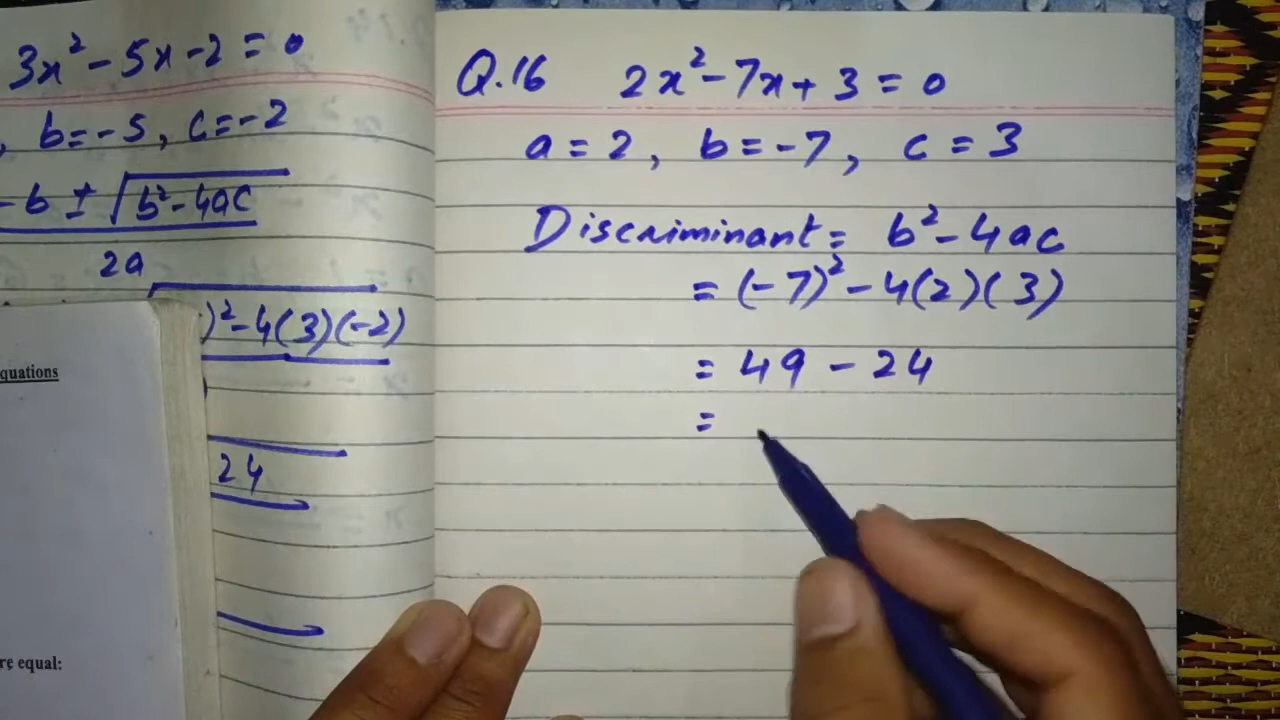 3x² - 5x - 2 = 0
, b = -5, c = -2
-b ± √b² - 4ac
2a
)² - 4(3)(-2)
24
quations
re equal:
Q.16 2x² - 7x + 3 = 0
a = 2, b = -7, c = 3
Discriminant = b² - 4ac
= (-7)² - 4(2)(3)
= 49 - 24
=